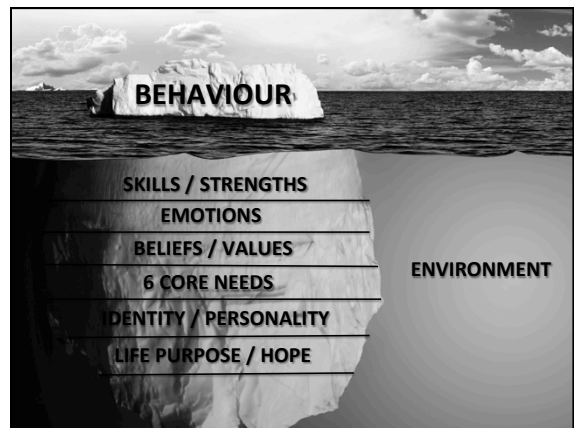 BEHAVIOUR
SKILLS / STRENGTHS
EMOTIONS
BELIEFS / VALUES
6 CORE NEEDS
IDENTITY / PERSONALITY
LIFE PURPOSE / HOPE
ENVIRONMENT